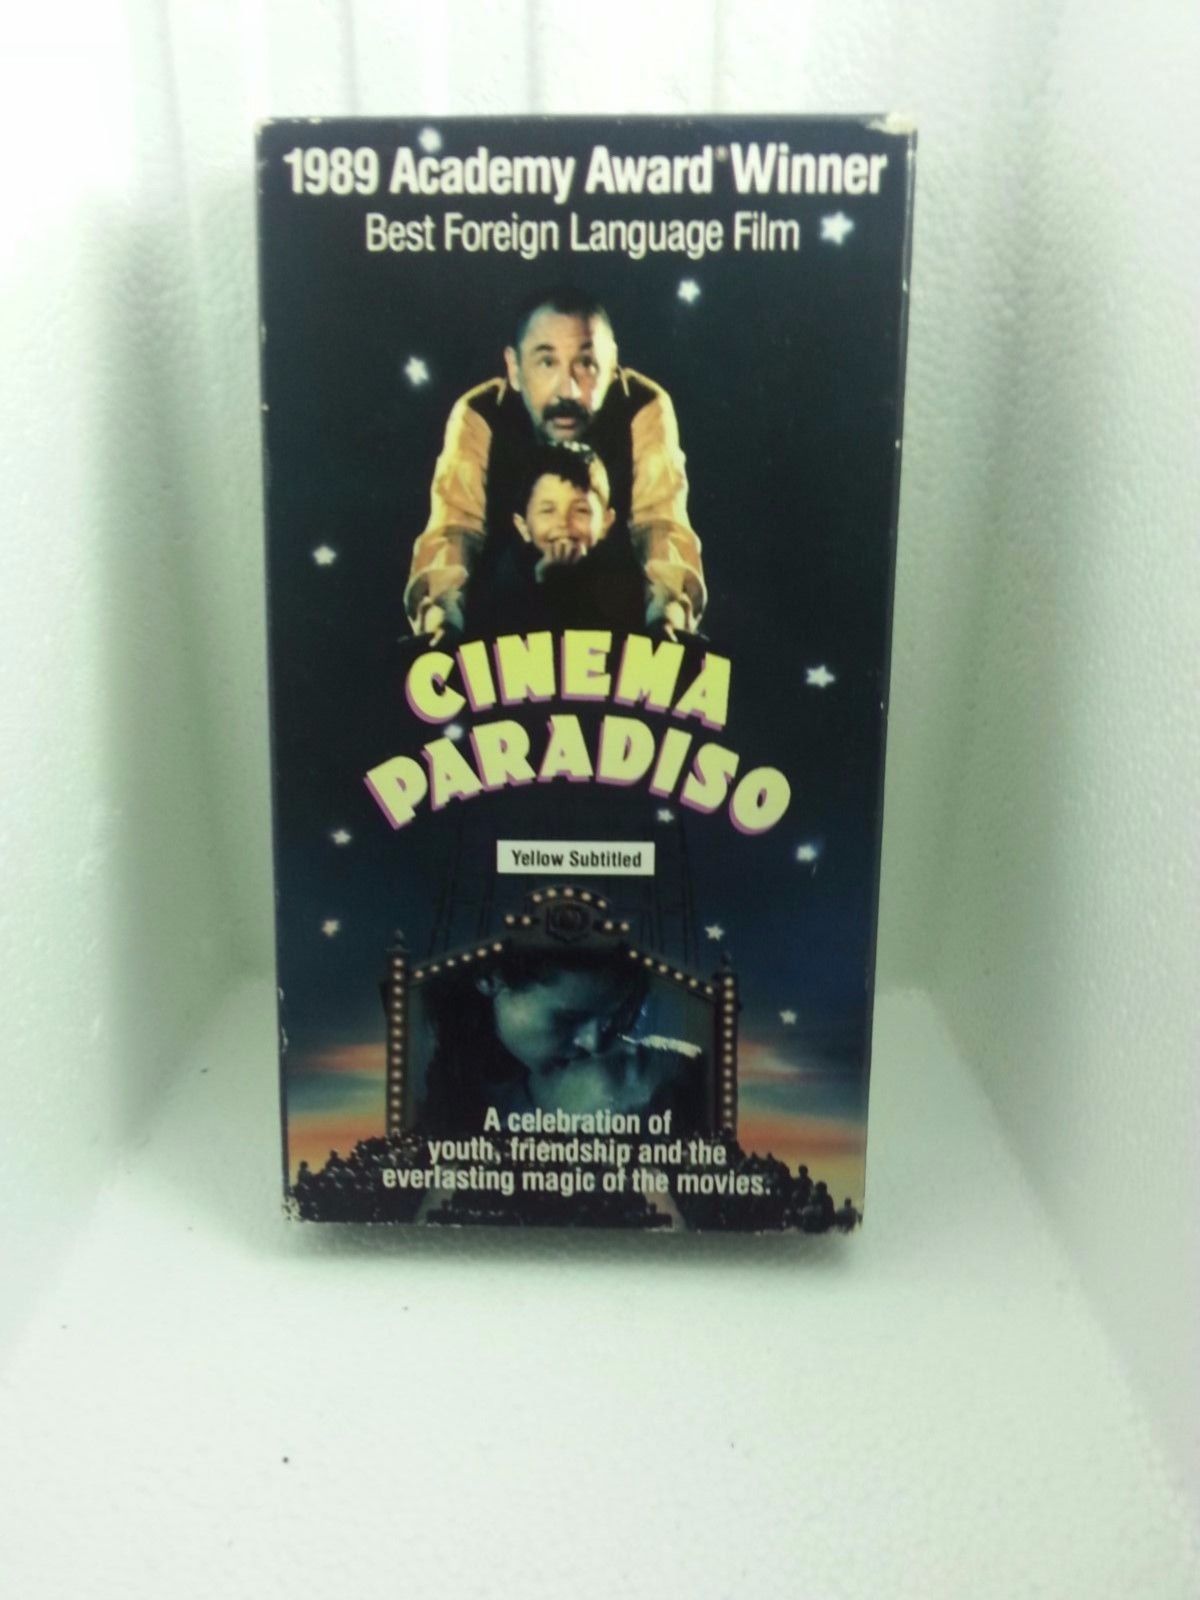 1989 Academy Award® Winner
Best Foreign Language Film
CINEMA
PARADISO
Yellow Subtitled
A celebration of
youth, friendship and the
everlasting magic of the movies.